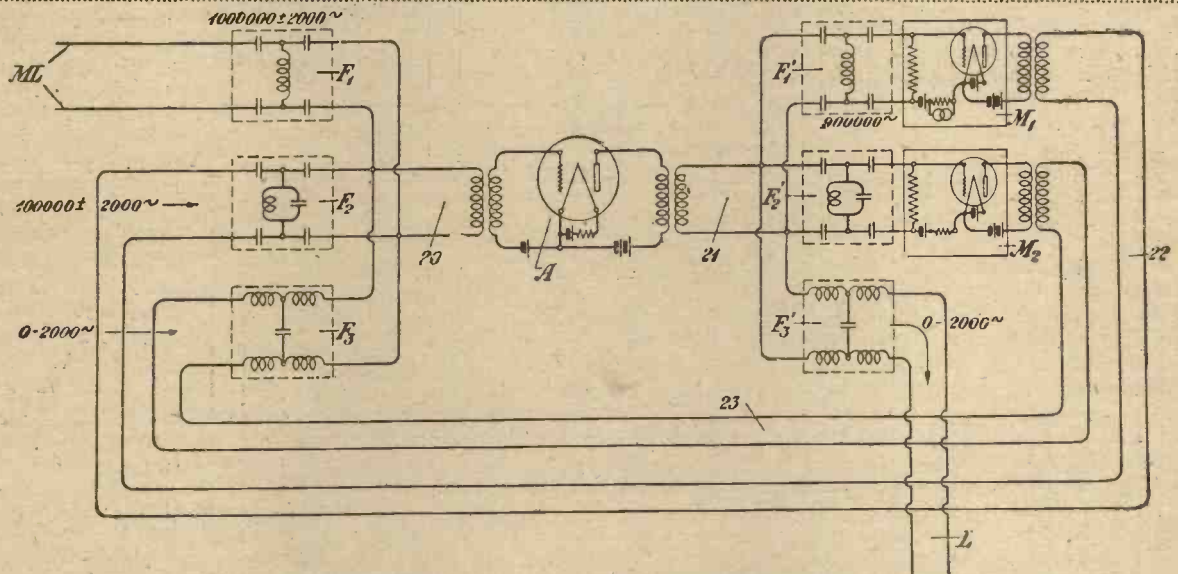 1000000±2000~
ML
F₁
F₁'
M₁
900000~
100000± 2000~
F₂
20
A
21
F₂'
M₂
22
0-2000~
F₃
F₃'
0-2000~
23
L